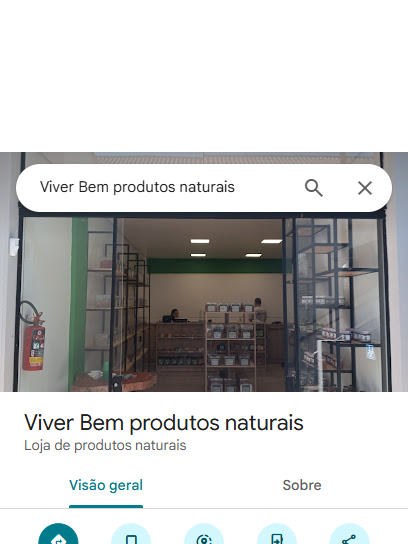 Viver Bem produtos naturais
Viver Bem produtos naturais
Loja de produtos naturais
Visão geral
Sobre